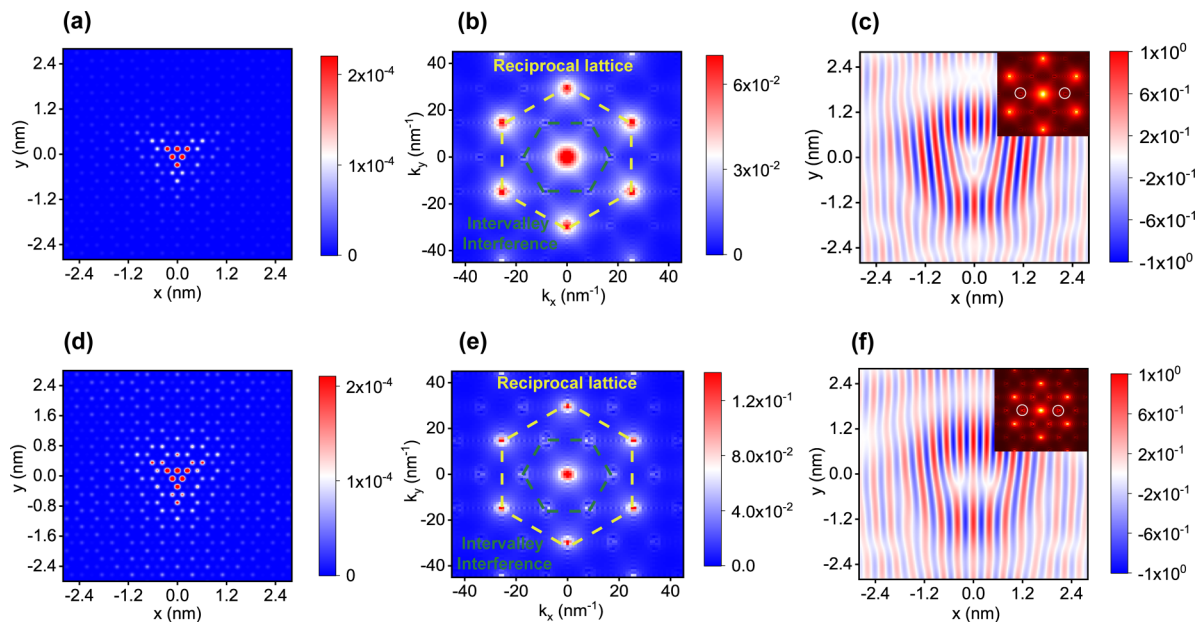 (a)
2.4
1.2
0.0
-1.2
-2.4
y (nm)
-2.4 -1.2 0.0 1.2 2.4
x (nm)
2x10-4
1x10-4
0
(b)
40
20
0
-20
-40
ky (nm-1)
Reciprocal lattice
Intervalley
Interference
-40 -20 0 20 40
kx (nm-1)
6x10-2
3x10-2
0
(c)
2.4
1.2
0.0
-1.2
-2.4
y (nm)
-2.4 -1.2 0.0 1.2 2.4
x (nm)
1x100
6x10-1
2x10-1
-2x10-1
-6x10-1
-1x100
(d)
2.4
1.6
0.8
0.0
-0.8
-1.6
-2.4
y (nm)
-2.4 -1.2 0.0 1.2 2.4
x (nm)
2x10-4
1x10-4
0
(e)
40
20
0
-20
-40
ky (nm-1)
Reciprocal lattice
Intervalley
Interference
-40 -20 0 20 40
kx (nm-1)
1.2x10-1
8.0x10-2
4.0x10-2
0.0
(f)
2.4
1.2
0.0
-1.2
-2.4
y (nm)
-2.4 -1.2 0.0 1.2 2.4
x (nm)
1x100
6x10-1
2x10-1
-2x10-1
-6x10-1
-1x100